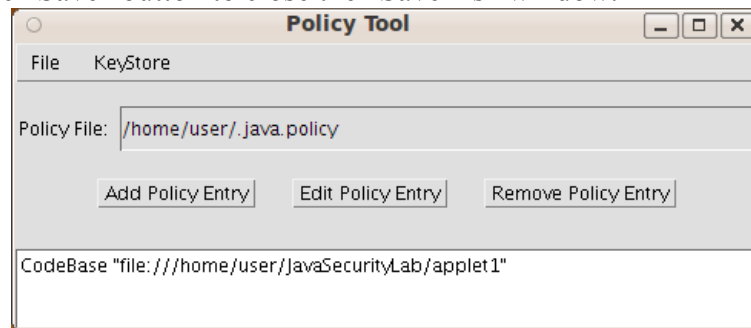 Policy Tool
File KeyStore
Policy File: /home/user/.java.policy
Add Policy Entry Edit Policy Entry Remove Policy Entry
CodeBase "file:///home/user/JavaSecurityLab/applet1"